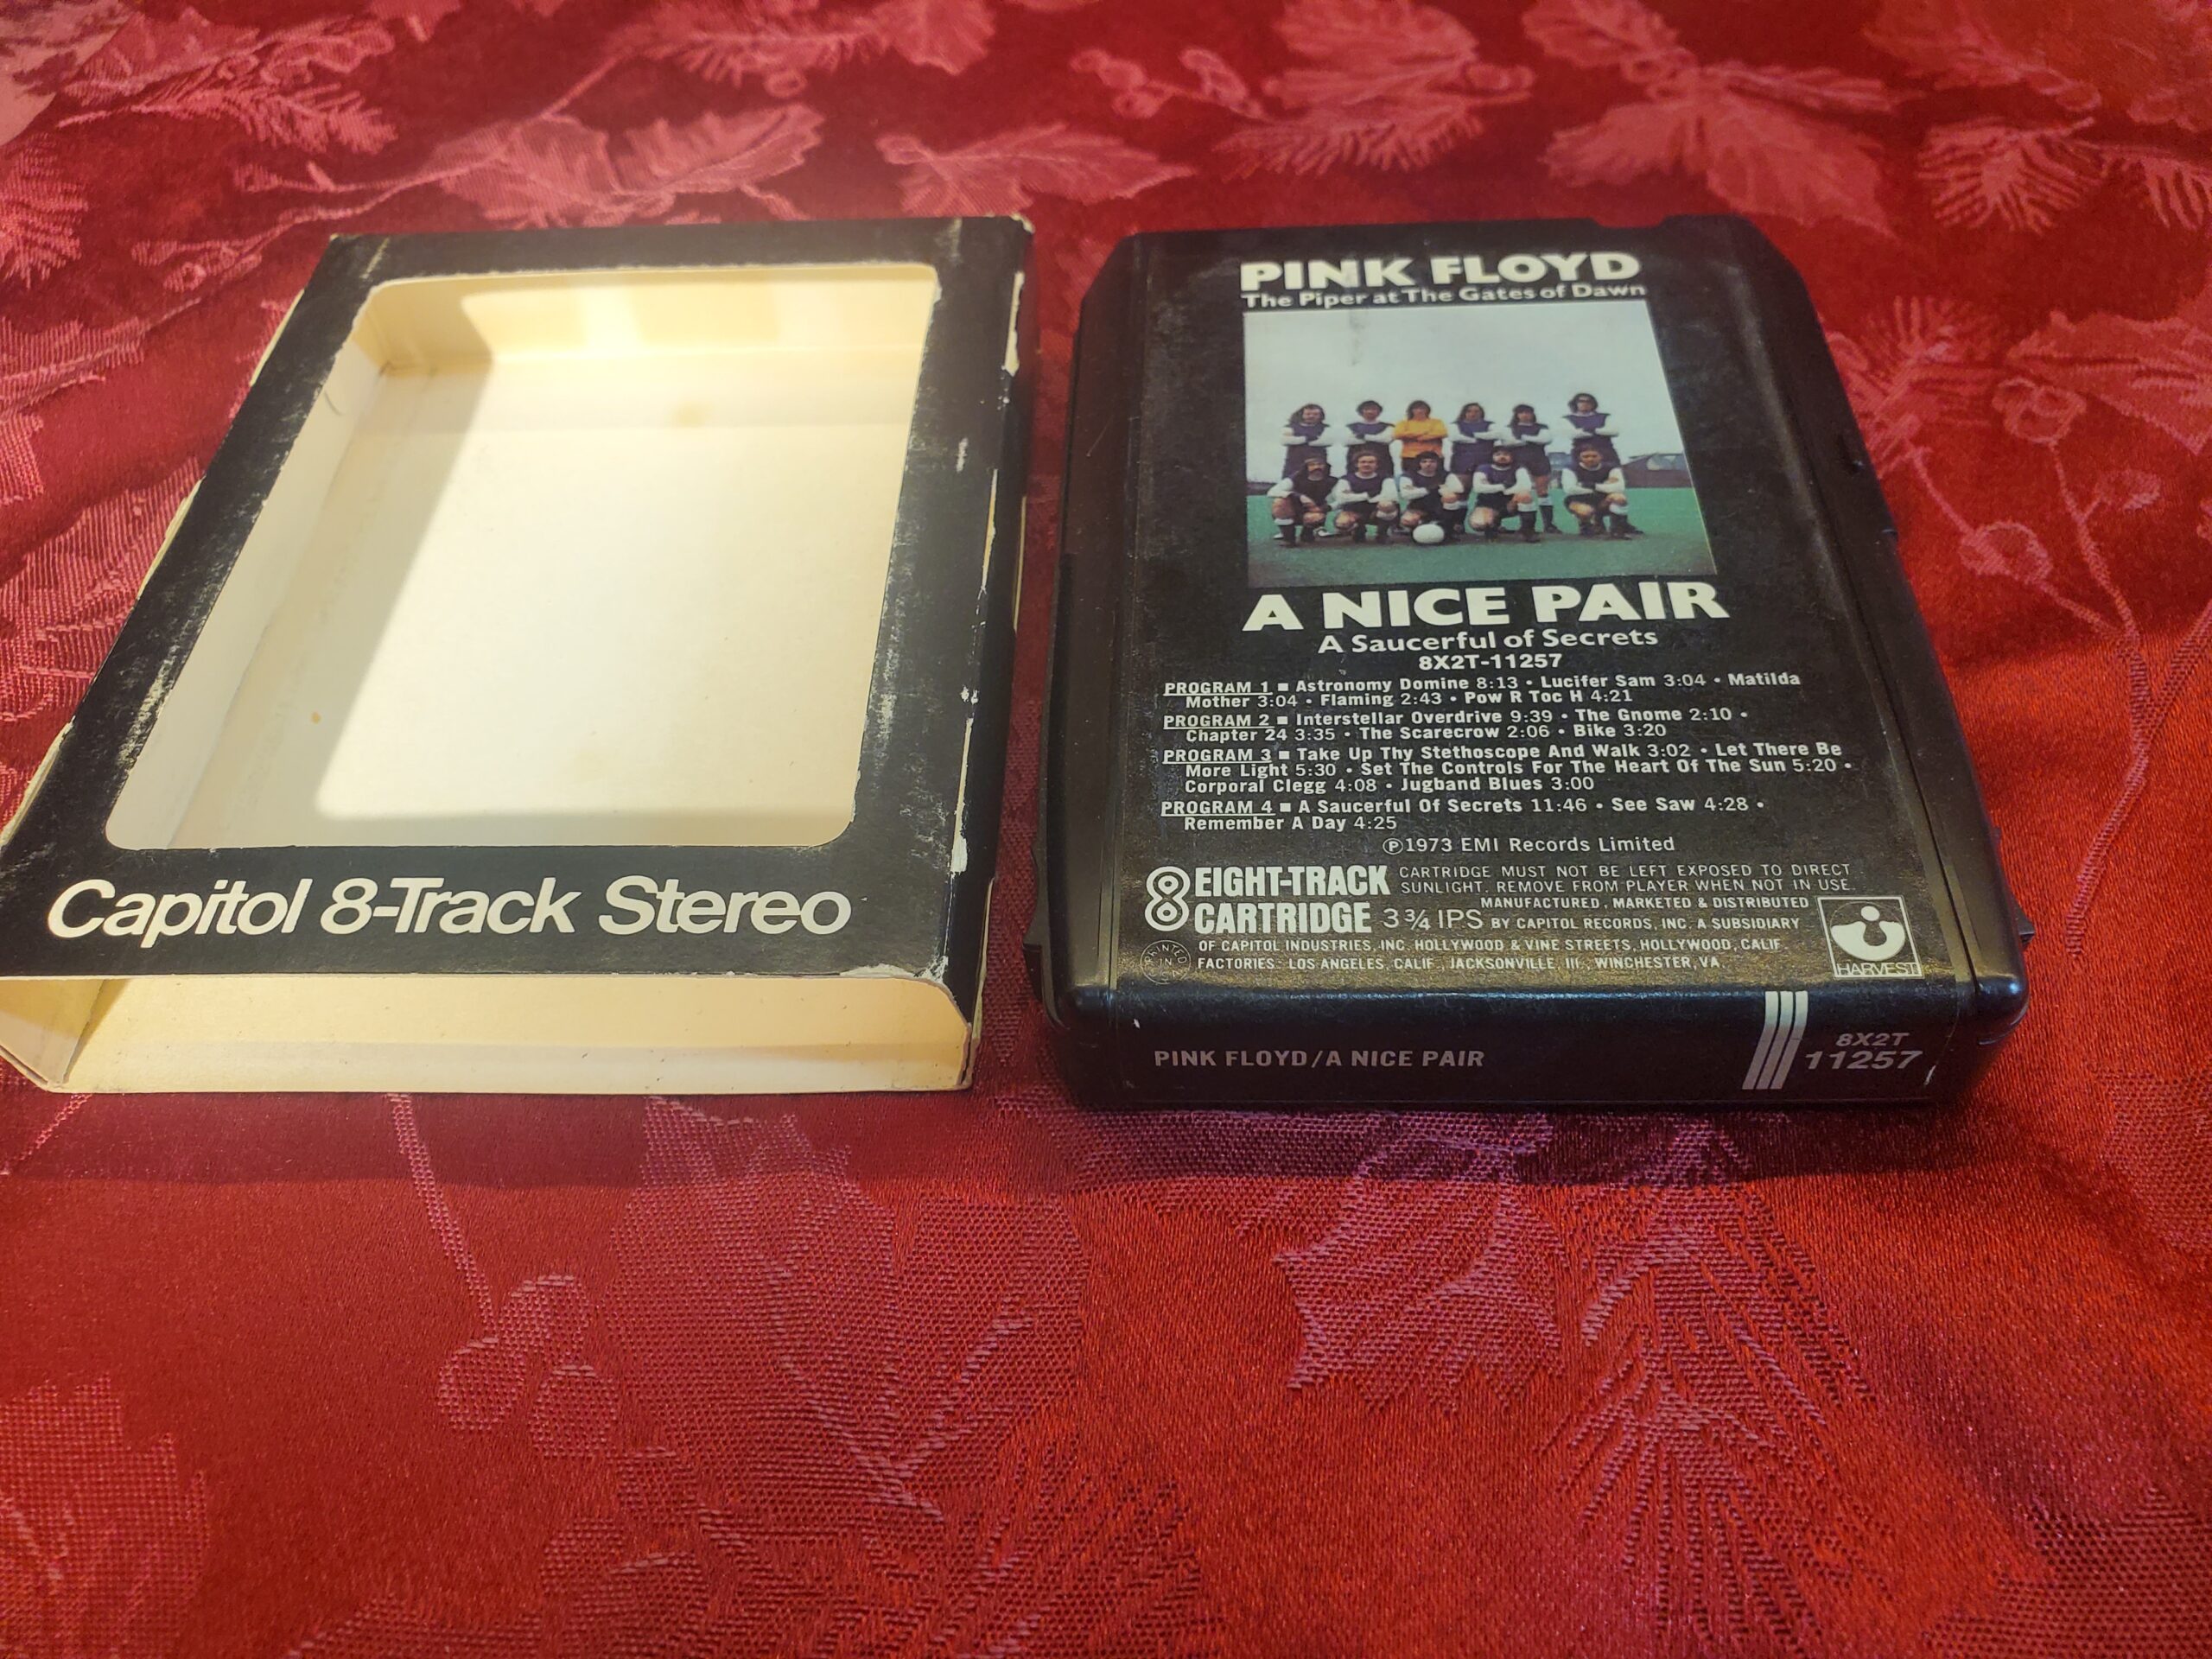 Capitol 8-Track Stereo
PINK FLOYD
The Piper at The Gates of Dawn
A NICE PAIR
A Saucerful of Secrets
8X2T-11257
PROGRAM 1 ■ Astronomy Domine 8:13 • Lucifer Sam 3:04 • Matilda
Mother 3:04 • Flaming 2:43 • Pow R Toc H 4:21
PROGRAM 2 ■ Interstellar Overdrive 9:39 • The Gnome 2:10 •
Chapter 24 3:35 • The Scarecrow 2:06 • Bike 3:20
PROGRAM 3 ■ Take Up Thy Stethoscope And Walk 3:02 • Let There Be
More Light 5:30 • Set The Controls For The Heart Of The Sun 5:20 •
Corporal Clegg 4:08 • Jugband Blues 3:00
PROGRAM 4 ■ A Saucerful Of Secrets 11:46 • See Saw 4:28 •
Remember A Day 4:25
℗1973 EMI Records Limited
8 EIGHT-TRACK
CARTRIDGE 3¾ IPS
CARTRIDGE MUST NOT BE LEFT EXPOSED TO DIRECT
SUNLIGHT. REMOVE FROM PLAYER WHEN NOT IN USE.
MANUFACTURED, MARKETED & DISTRIBUTED
BY CAPITOL RECORDS, INC. A SUBSIDIARY
OF CAPITOL INDUSTRIES, INC. HOLLYWOOD & VINE STREETS, HOLLYWOOD, CALIF.
FACTORIES: LOS ANGELES, CALIF., JACKSONVILLE, Ill., WINCHESTER, VA.
PRINTED
IN
HARVEST
PINK FLOYD/A NICE PAIR
8X2T
11257